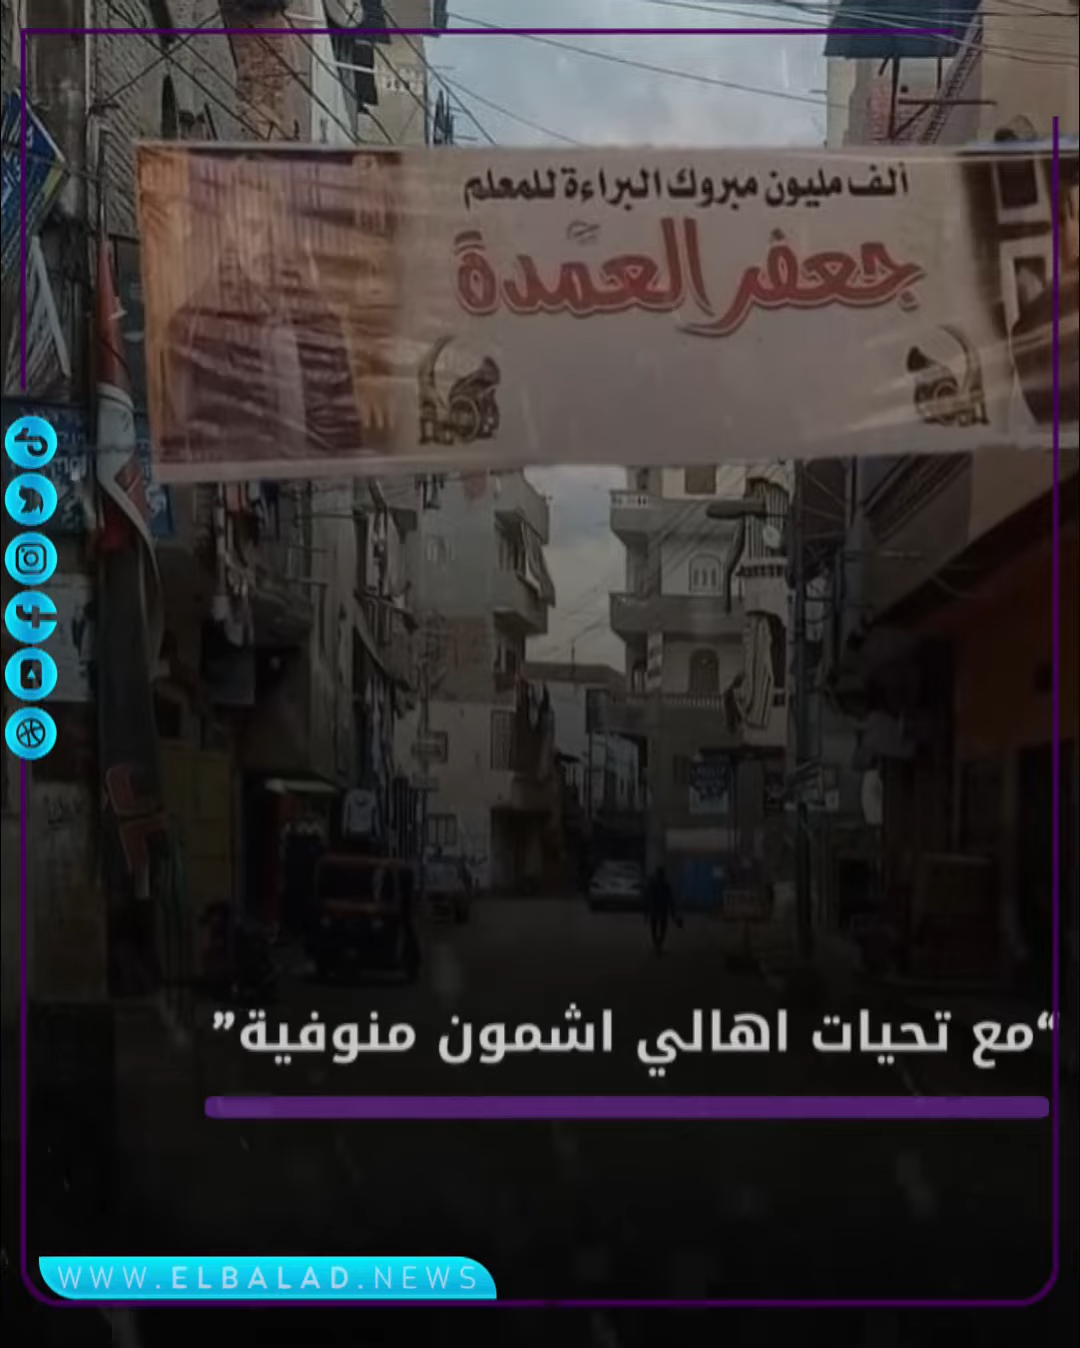 ألف مليون مبروك البراءة للمعلم
جعفر العمدة
“مع تحيات اهالي اشمون منوفية”
WWW.ELBALAD.NEWS